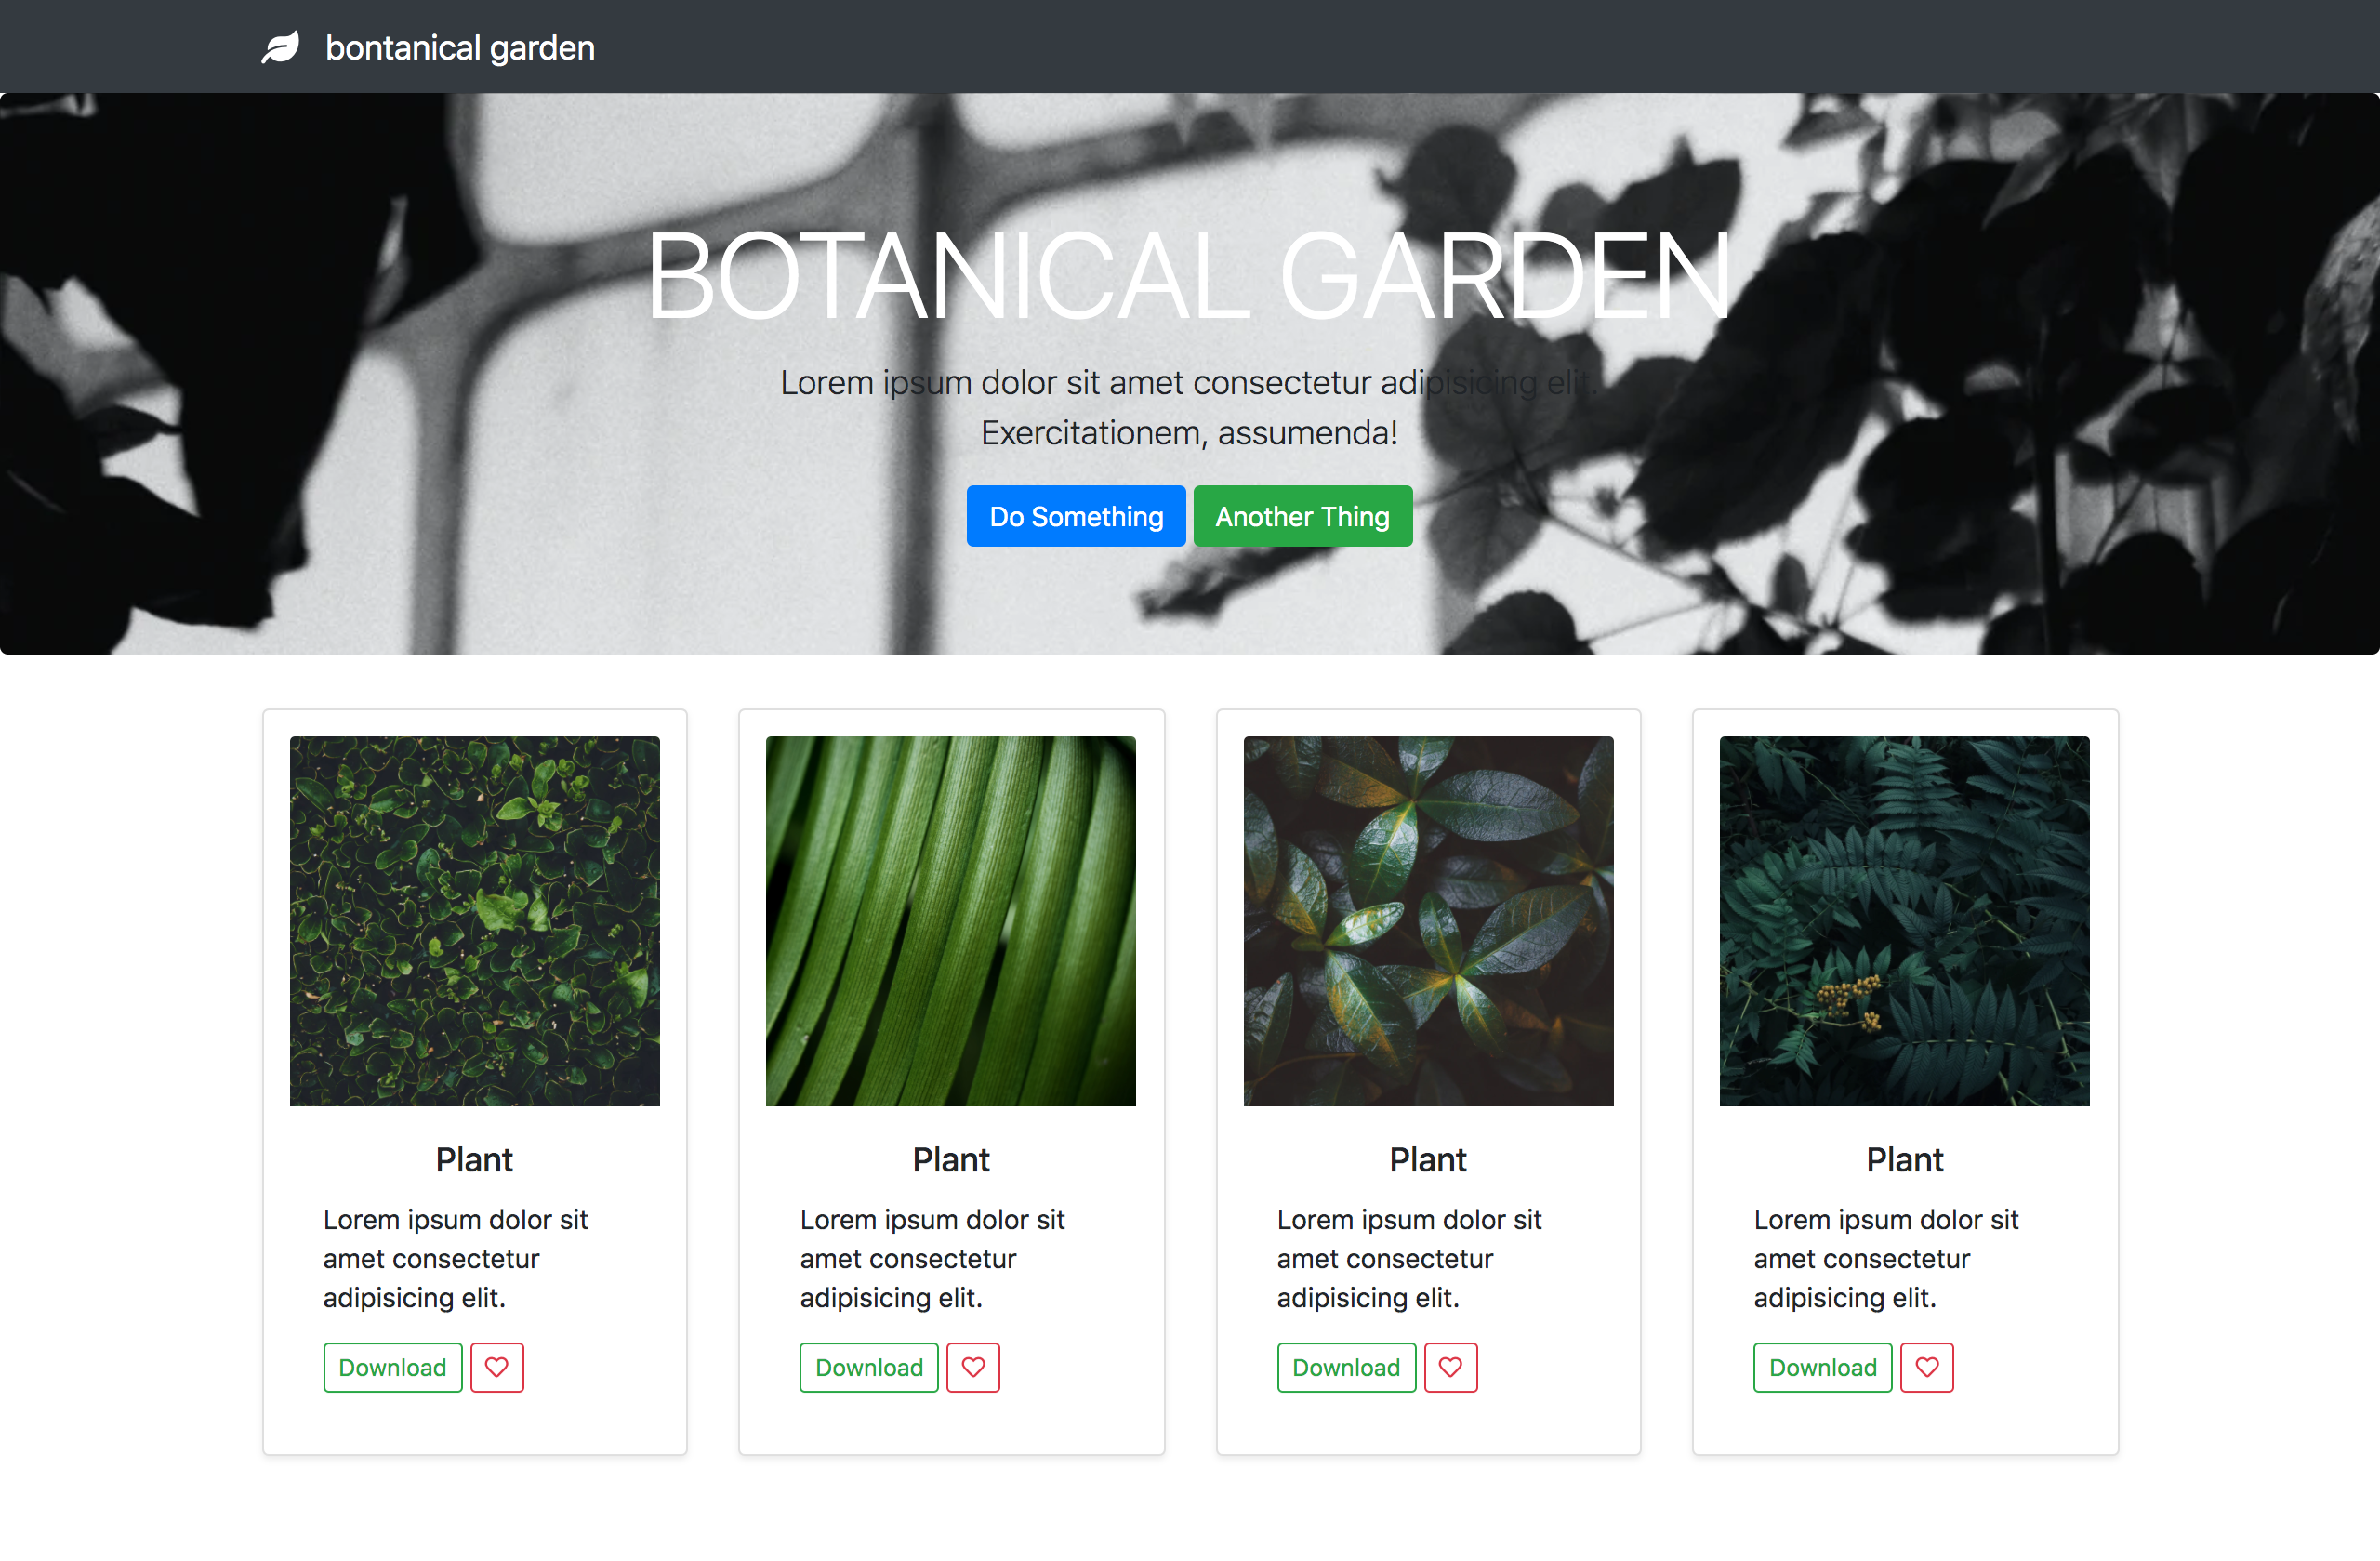 bontanical garden
BOTANICAL GARDEN
Lorem ipsum dolor sit amet consectetur adipisicing elit.
Exercitationem, assumenda!
Do Something
Another Thing
Plant
Lorem ipsum dolor sit
amet consectetur
adipisicing elit.
Download
Plant
Lorem ipsum dolor sit
amet consectetur
adipisicing elit.
Download
Plant
Lorem ipsum dolor sit
amet consectetur
adipisicing elit.
Download
Plant
Lorem ipsum dolor sit
amet consectetur
adipisicing elit.
Download